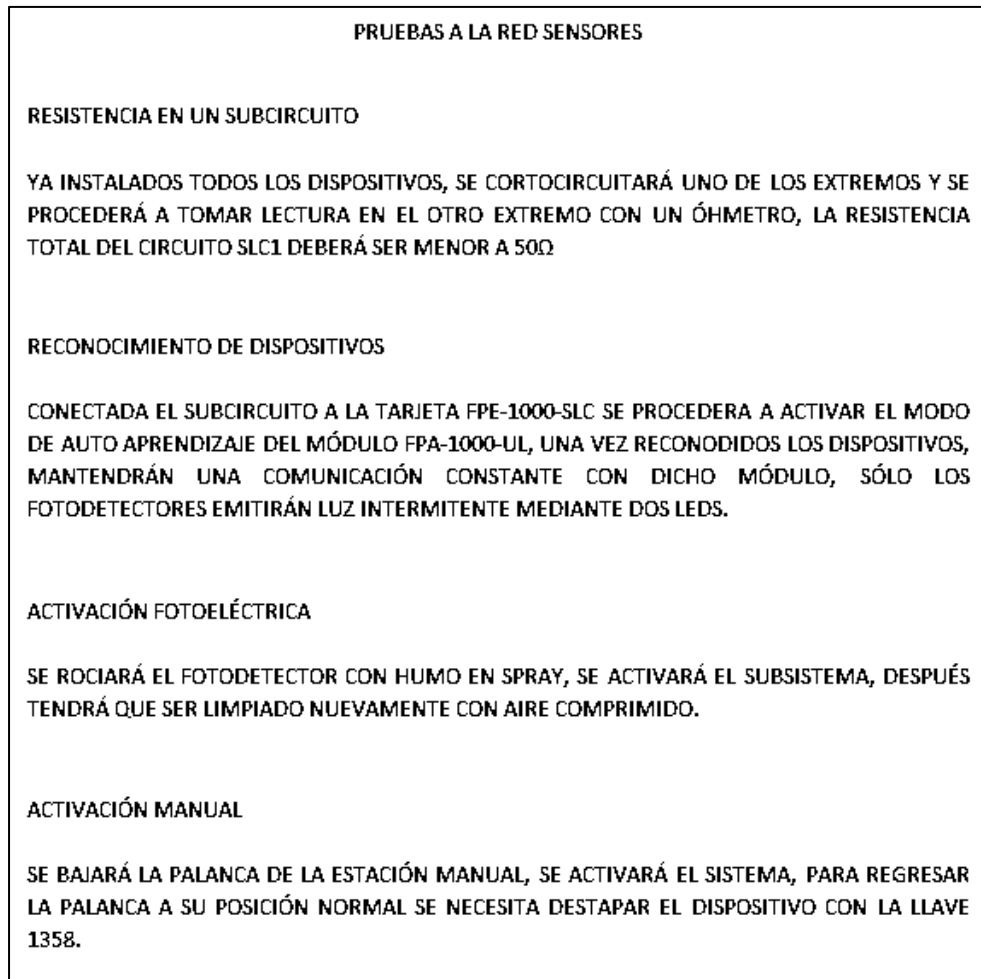 PRUEBAS A LA RED SENSORES
RESISTENCIA EN UN SUBCIRCUITO
YA INSTALADOS TODOS LOS DISPOSITIVOS, SE CORTOCIRCUITARÁ UNO DE LOS EXTREMOS Y SE
PROCEDERÁ A TOMAR LECTURA EN EL OTRO EXTREMO CON UN ÓHMETRO, LA RESISTENCIA
TOTAL DEL CIRCUITO SLC1 DEBERÁ SER MENOR A 50Ω
RECONOCIMIENTO DE DISPOSITIVOS
CONECTADA EL SUBCIRCUITO A LA TARJETA FPE-1000-SLC SE PROCEDERA A ACTIVAR EL MODO
DE AUTO APRENDIZAJE DEL MÓDULO FPA-1000-UL, UNA VEZ RECONODIDOS LOS DISPOSITIVOS,
MANTENDRÁN UNA COMUNICACIÓN CONSTANTE CON DICHO MÓDULO, SÓLO LOS
FOTODETECTORES EMITIRÁN LUZ INTERMITENTE MEDIANTE DOS LEDS.
ACTIVACIÓN FOTOELÉCTRICA
SE ROCIARÁ EL FOTODETECTOR CON HUMO EN SPRAY, SE ACTIVARÁ EL SUBSISTEMA, DESPUÉS
TENDRÁ QUE SER LIMPIADO NUEVAMENTE CON AIRE COMPRIMIDO.
ACTIVACIÓN MANUAL
SE BAJARÁ LA PALANCA DE LA ESTACIÓN MANUAL, SE ACTIVARÁ EL SISTEMA, PARA REGRESAR
LA PALANCA A SU POSICIÓN NORMAL SE NECESITA DESTAPAR EL DISPOSITIVO CON LA LLAVE
1358.